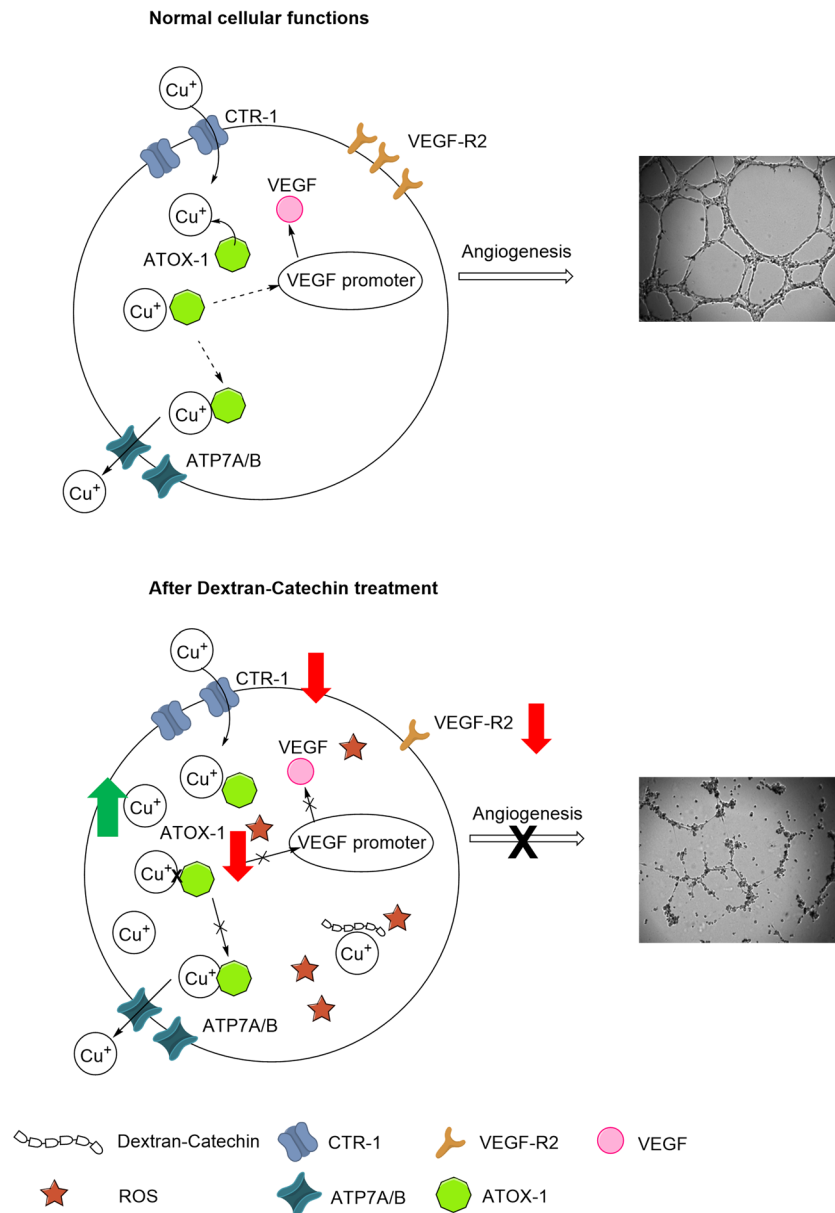 Normal cellular functions
Cu+
CTR-1
VEGF-R2
VEGF
Cu+
ATOX-1
Angiogenesis
VEGF promoter
Cu+
Cu+
ATP7A/B
Cu+
After Dextran-Catechin treatment
Cu+
CTR-1
VEGF-R2
VEGF
Cu+
Cu+
ATOX-1
Angiogenesis
X
VEGF promoter
Cu+
X
Cu+
Cu+
Cu+
ATP7A/B
Cu+
Dextran-Catechin
CTR-1
VEGF-R2
VEGF
ROS
ATP7A/B
ATOX-1